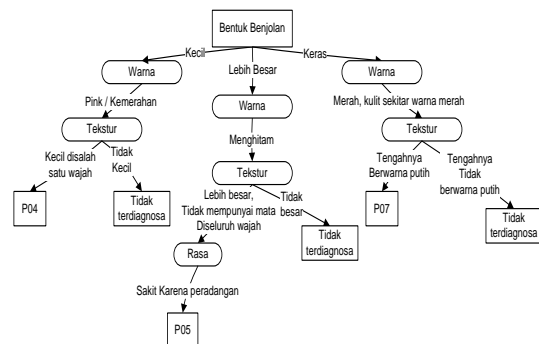 Bentuk Benjolan
Kecil
Lebih Besar
Keras
Warna
Warna
Warna
Pink / Kemerahan
Menghitam
Merah, kulit sekitar warna merah
Tekstur
Tekstur
Tekstur
Kecil disalah
satu wajah
Tidak
Kecil
Lebih besar,
Tidak mempunyai mata
Diseluruh wajah
Tidak
besar
Tengahnya
Berwarna putih
Tengahnya
Tidak
berwarna putih
P04
Tidak
terdiagnosa
Rasa
Tidak
terdiagnosa
P07
Tidak
terdiagnosa
Sakit Karena peradangan
P05